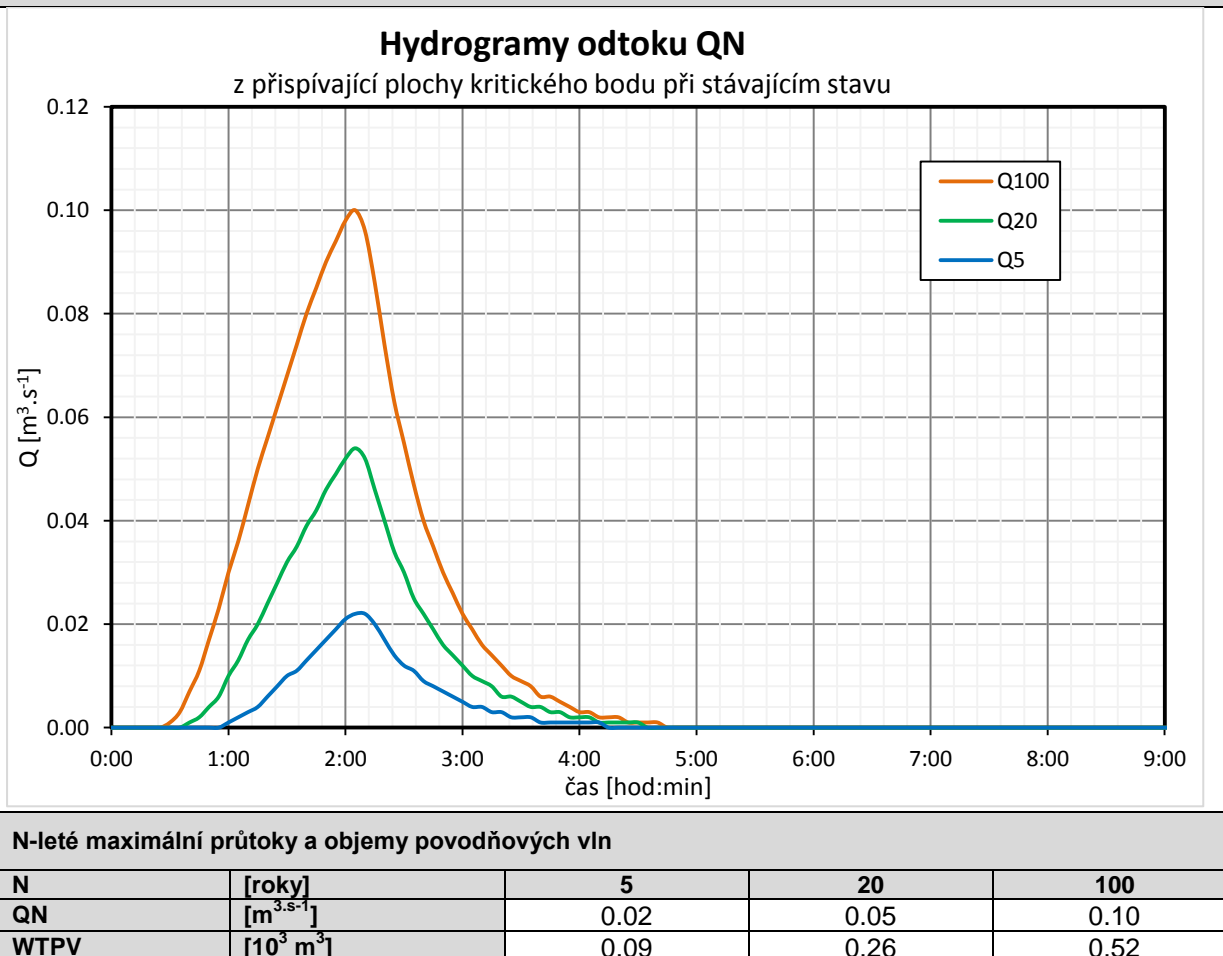 Hydrogramy odtoku QN
z přispívající plochy kritického bodu při stávajícím stavu
0.12
0.10
0.08
0.06
0.04
0.02
0.00
Q [m³.s⁻¹]
Q100
Q20
Q5
0:00 1:00 2:00 3:00 4:00 5:00 6:00 7:00 8:00 9:00
čas [hod:min]
N-leté maximální průtoky a objemy povodňových vln
N [roky] 5 20 100
QN [m³·ˢ⁻¹] 0.02 0.05 0.10
WTPV [10³ m³] 0.09 0.26 0.52